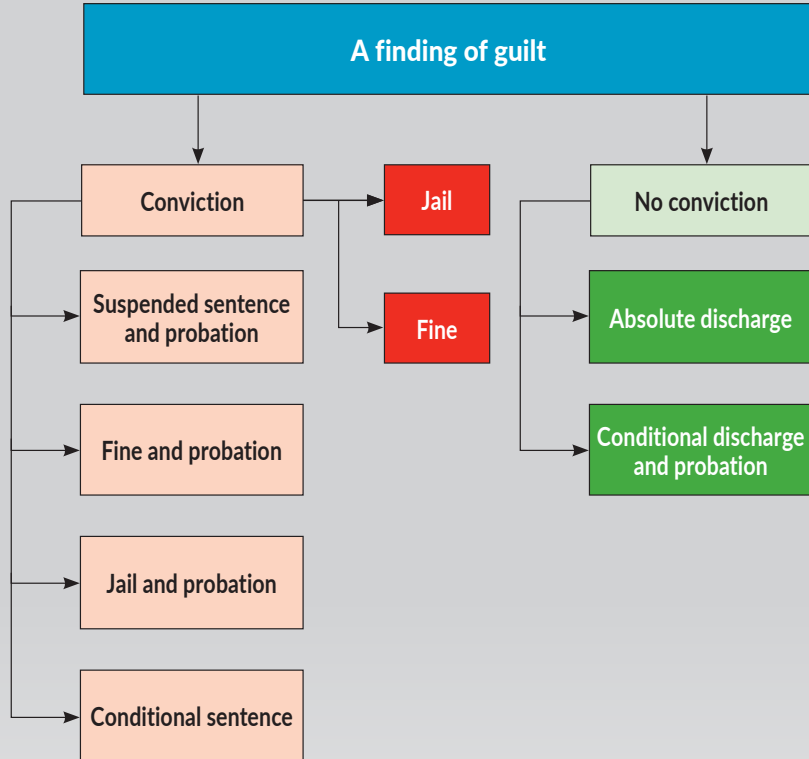 A finding of guilt
Conviction
Jail
No conviction
Suspended sentence
and probation
Fine
Absolute discharge
Fine and probation
Conditional discharge
and probation
Jail and probation
Conditional sentence